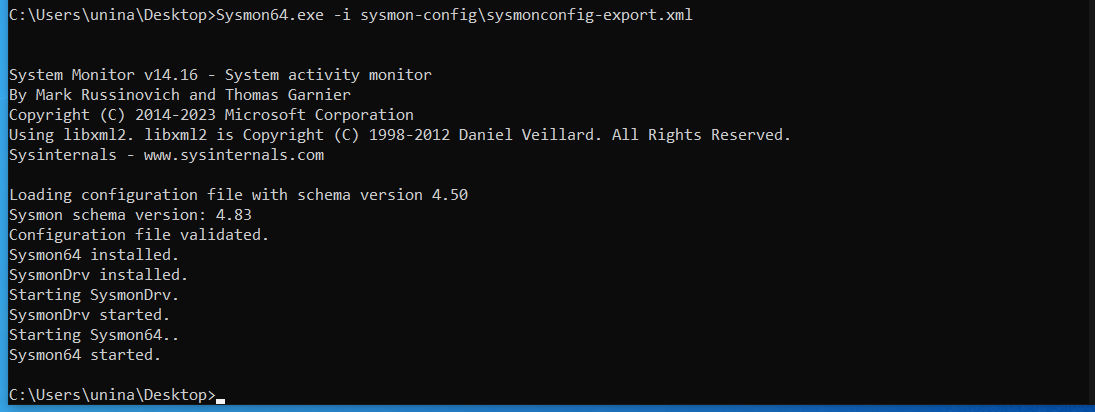 C:\Users\unina\Desktop>Sysmon64.exe -i sysmon-config\sysmonconfig-export.xml
System Monitor v14.16 - System activity monitor
By Mark Russinovich and Thomas Garnier
Copyright (C) 2014-2023 Microsoft Corporation
Using libxml2. libxml2 is Copyright (C) 1998-2012 Daniel Veillard. All Rights Reserved.
Sysinternals - www.sysinternals.com
Loading configuration file with schema version 4.50
Sysmon schema version: 4.83
Configuration file validated.
Sysmon64 installed.
SysmonDrv installed.
Starting SysmonDrv.
SysmonDrv started.
Starting Sysmon64..
Sysmon64 started.
C:\Users\unina\Desktop>